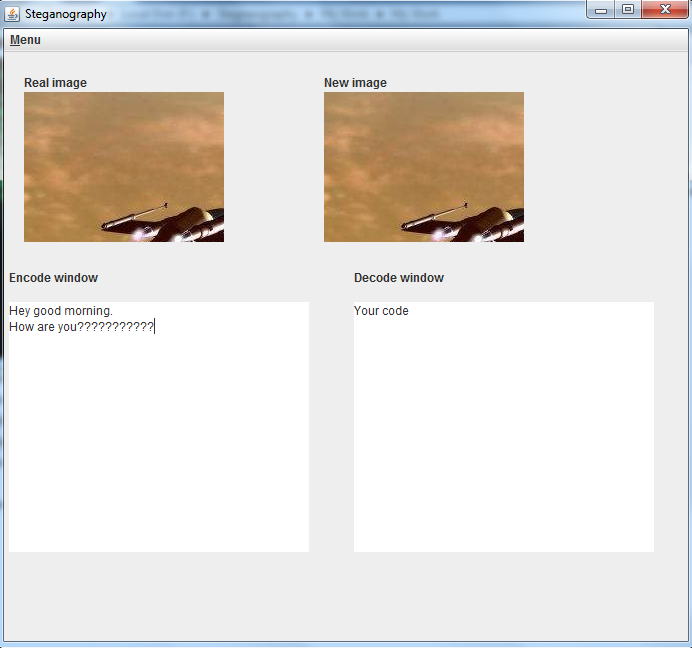 Steganography
Menu
Real image
New image
Encode window
Decode window
Hey good morning.
How are you???????????
Your code